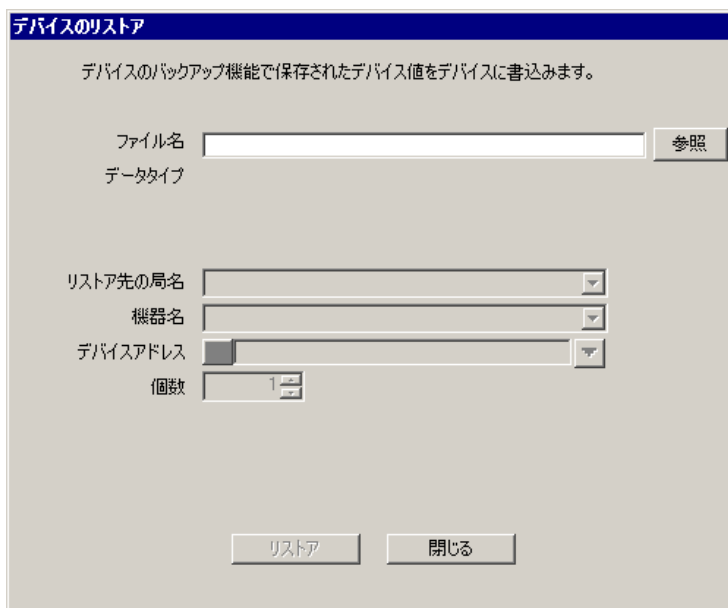 デバイスのリストア
デバイスのバックアップ機能で保存されたデバイス値をデバイスに書込みます。
ファイル名 参照
データタイプ
リストア先の局名
機器名
デバイスアドレス
個数 1
リストア 閉じる